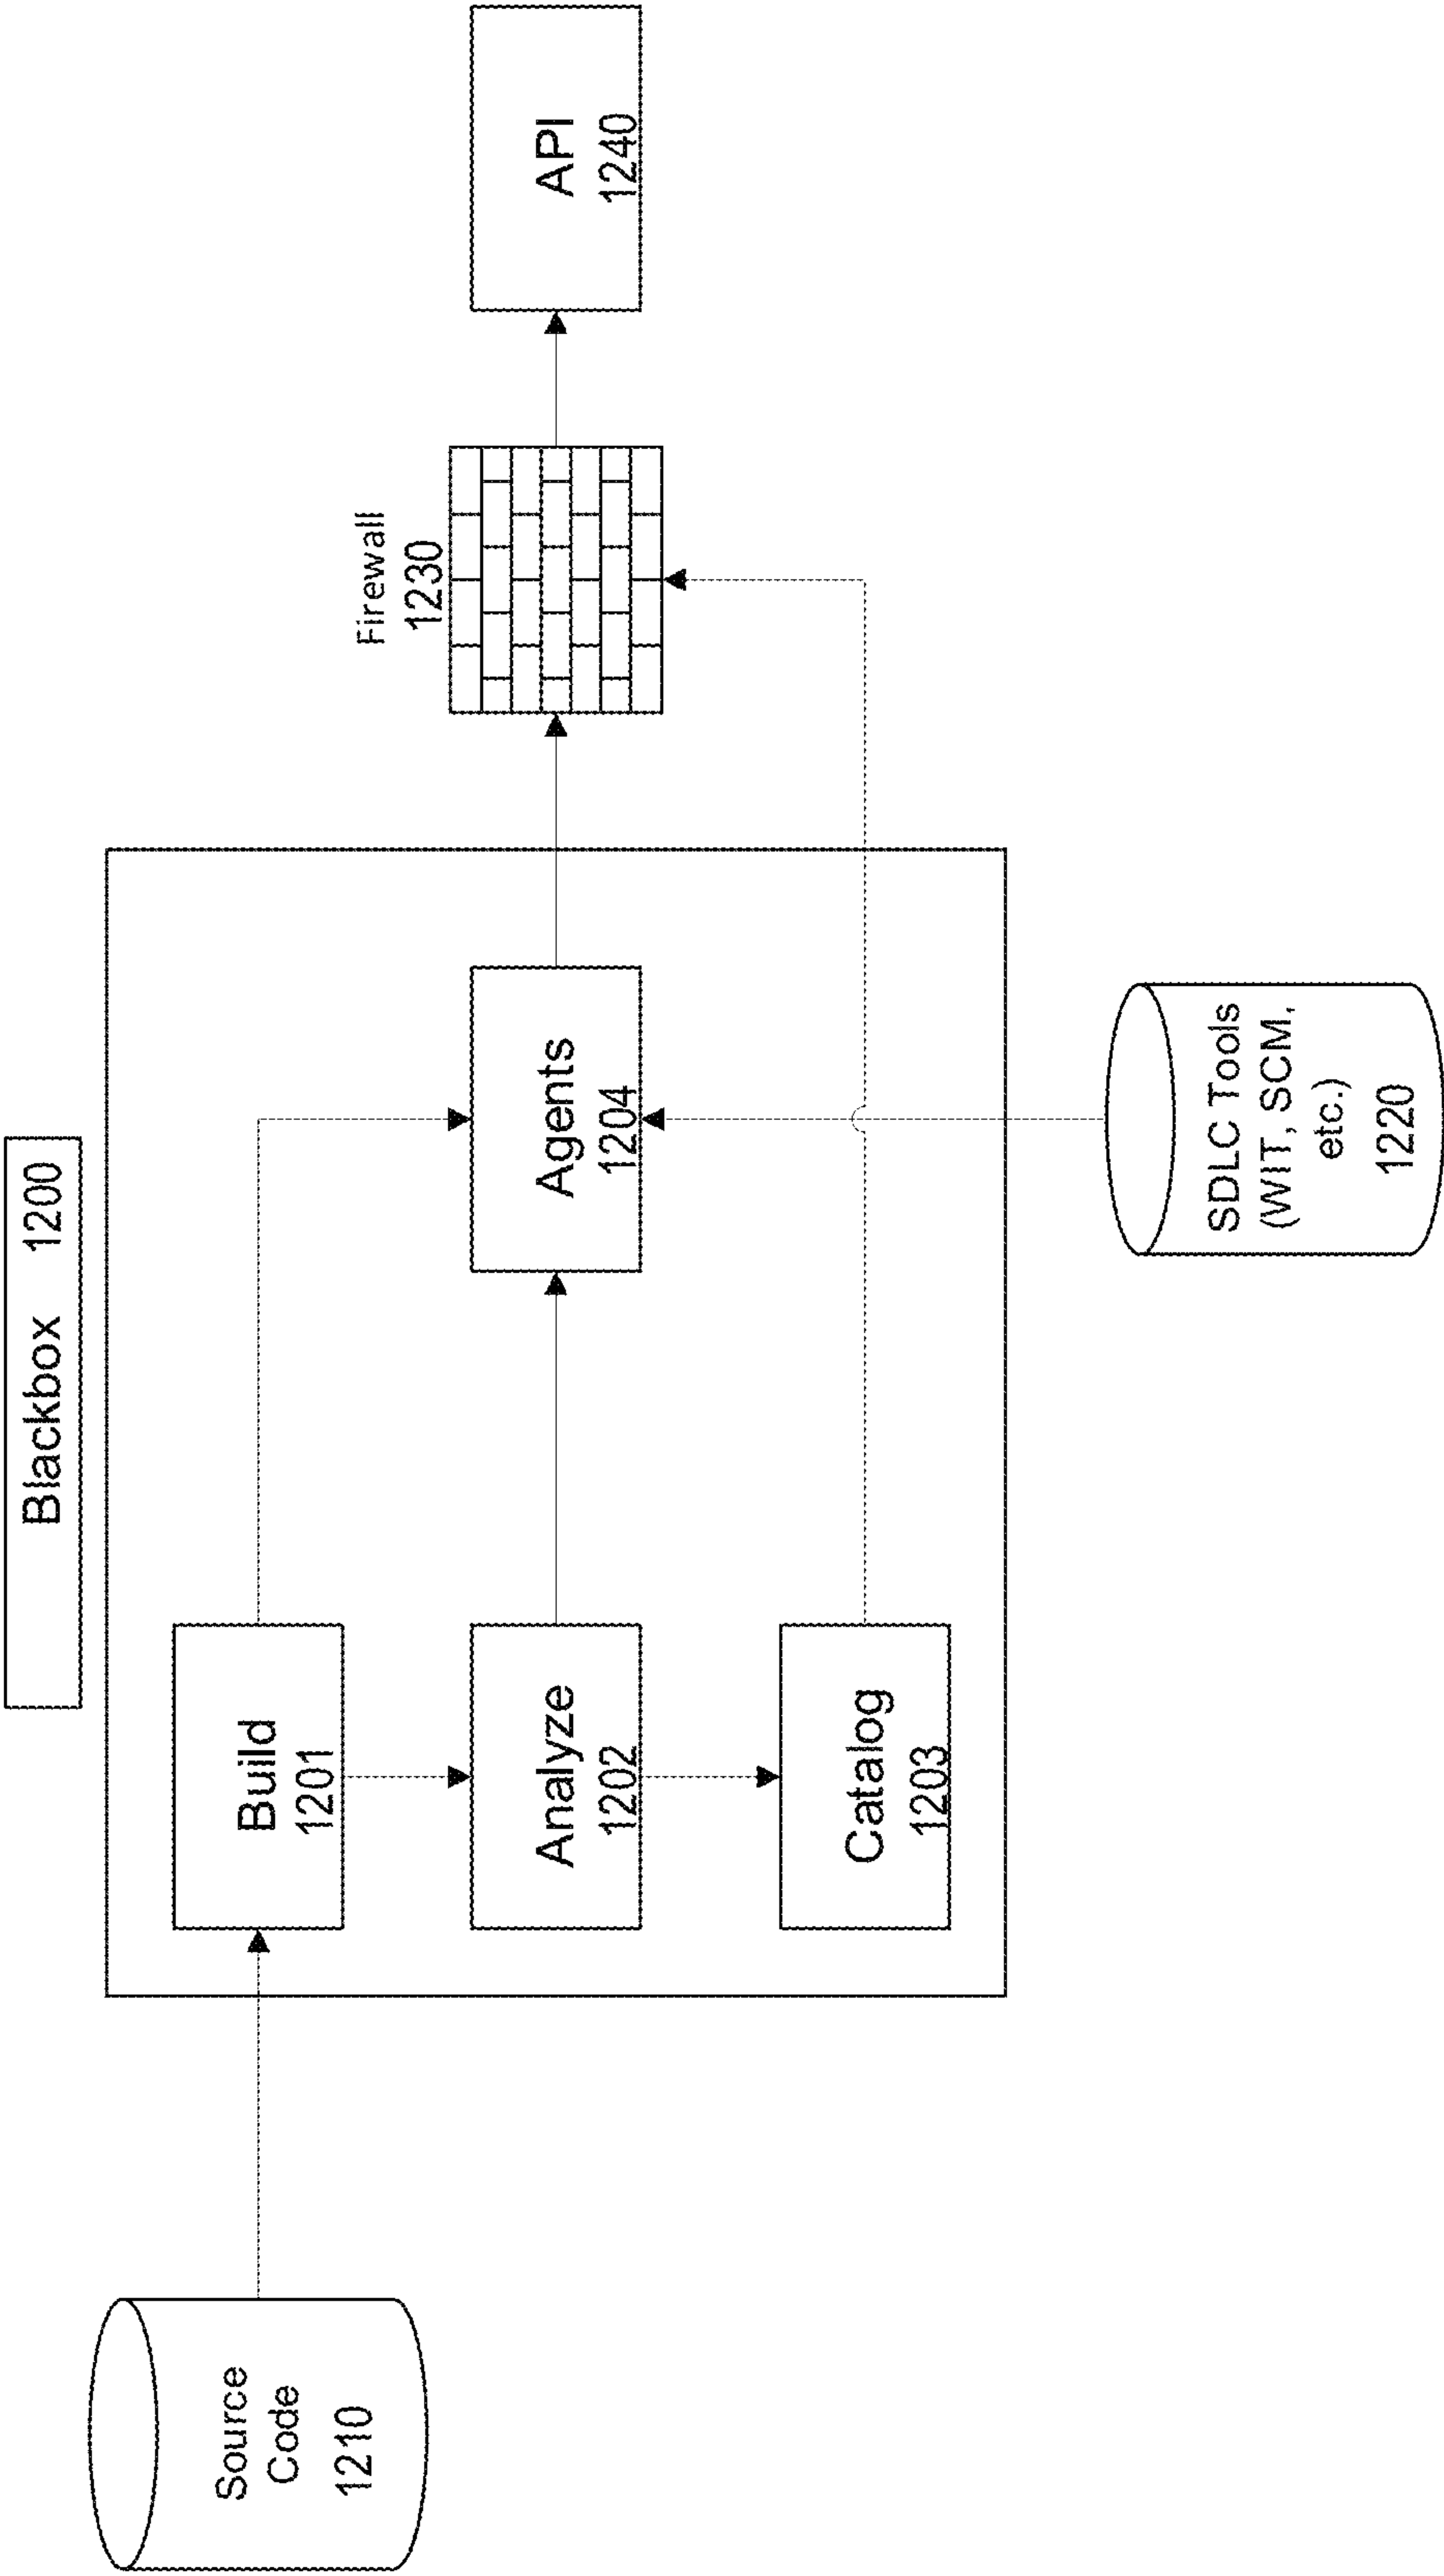 Blackbox 1200
Source
Code
1210
Build
1201
Analyze
1202
Catalog
1203
Agents
1204
Firewall
1230
API
1240
SDLC Tools
(WIT, SCM,
etc.)
1220